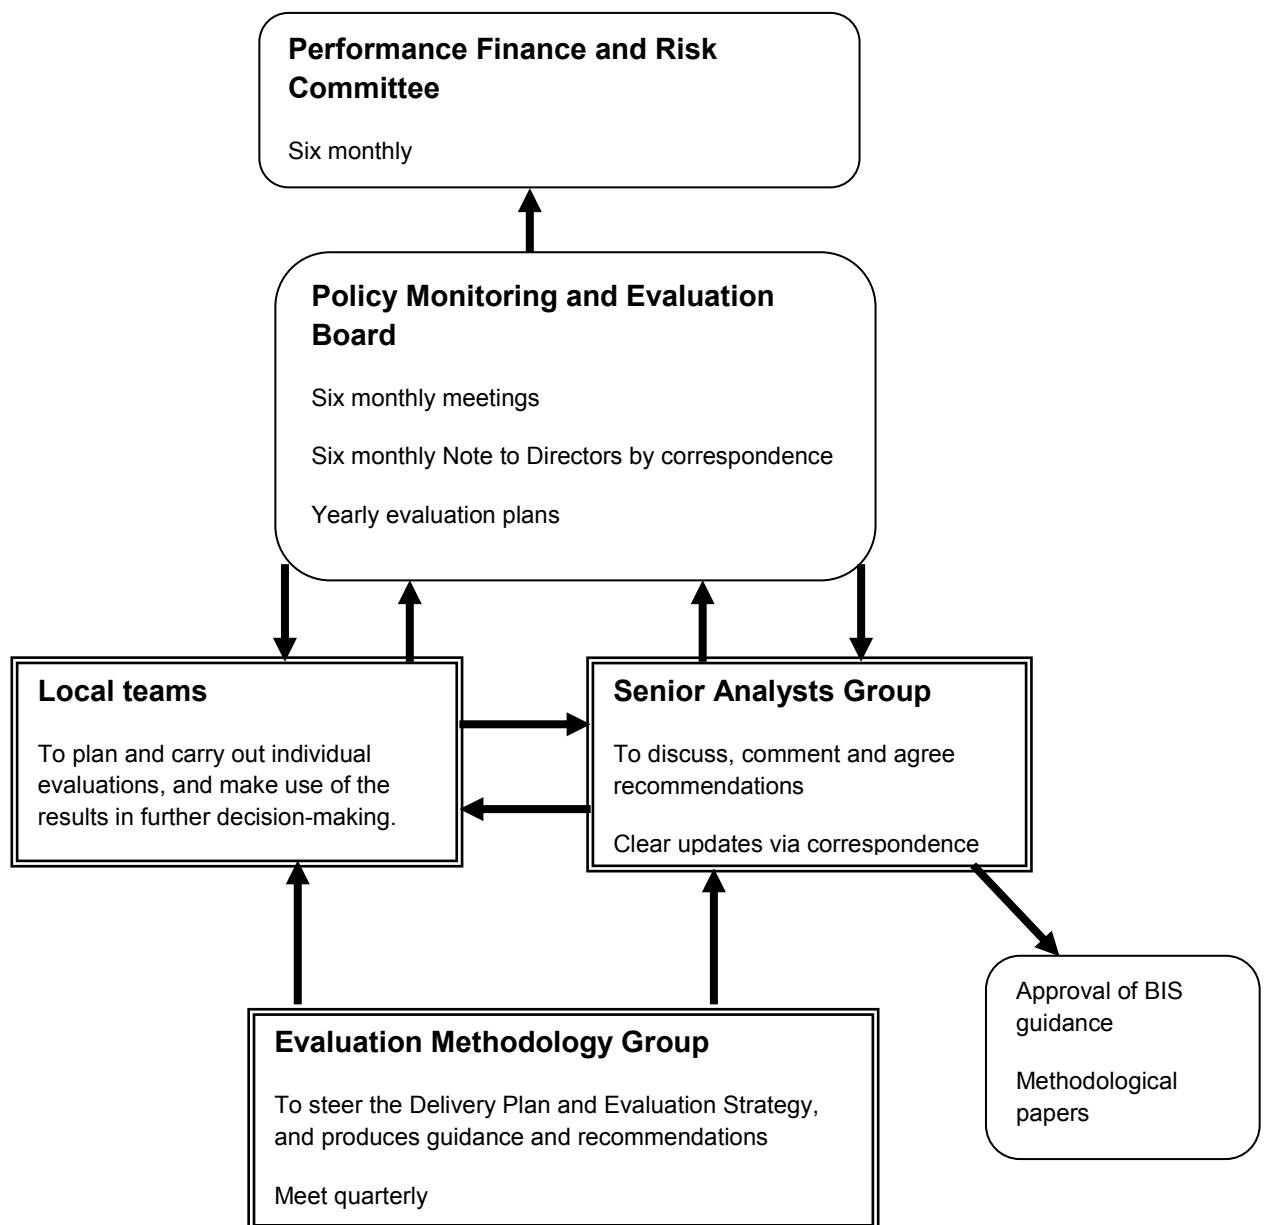 Performance Finance and Risk
Committee
Six monthly
Policy Monitoring and Evaluation
Board
Six monthly meetings
Six monthly Note to Directors by correspondence
Yearly evaluation plans
Local teams
To plan and carry out individual
evaluations, and make use of the
results in further decision-making.
Senior Analysts Group
To discuss, comment and agree
recommendations
Clear updates via correspondence
Approval of BIS
guidance
Methodological
papers
Evaluation Methodology Group
To steer the Delivery Plan and Evaluation Strategy,
and produces guidance and recommendations
Meet quarterly